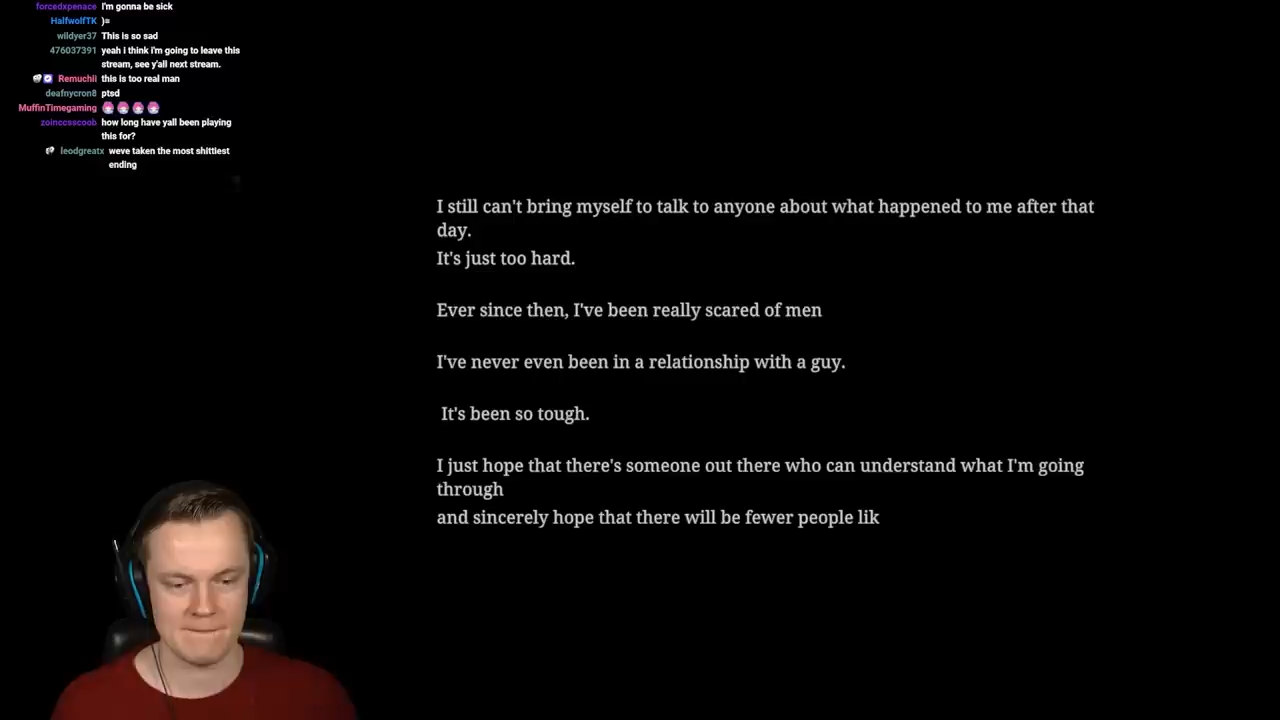 forcedxpenace I'm gonna be sick
HalfwolfTK )=
wildyer37 This is so sad
476037391 yeah i think i'm going to leave this
stream, see y'all next stream.
Remuchii this is too real man
deafnycron8 ptsd
MuffinTimegaming
zoinccsscoob how long have yall been playing
this for?
leodgreatx weve taken the most shittiest
ending
I still can't bring myself to talk to anyone about what happened to me after that
day.
It's just too hard.
Ever since then, I've been really scared of men
I've never even been in a relationship with a guy.
It's been so tough.
I just hope that there's someone out there who can understand what I'm going
through
and sincerely hope that there will be fewer people lik